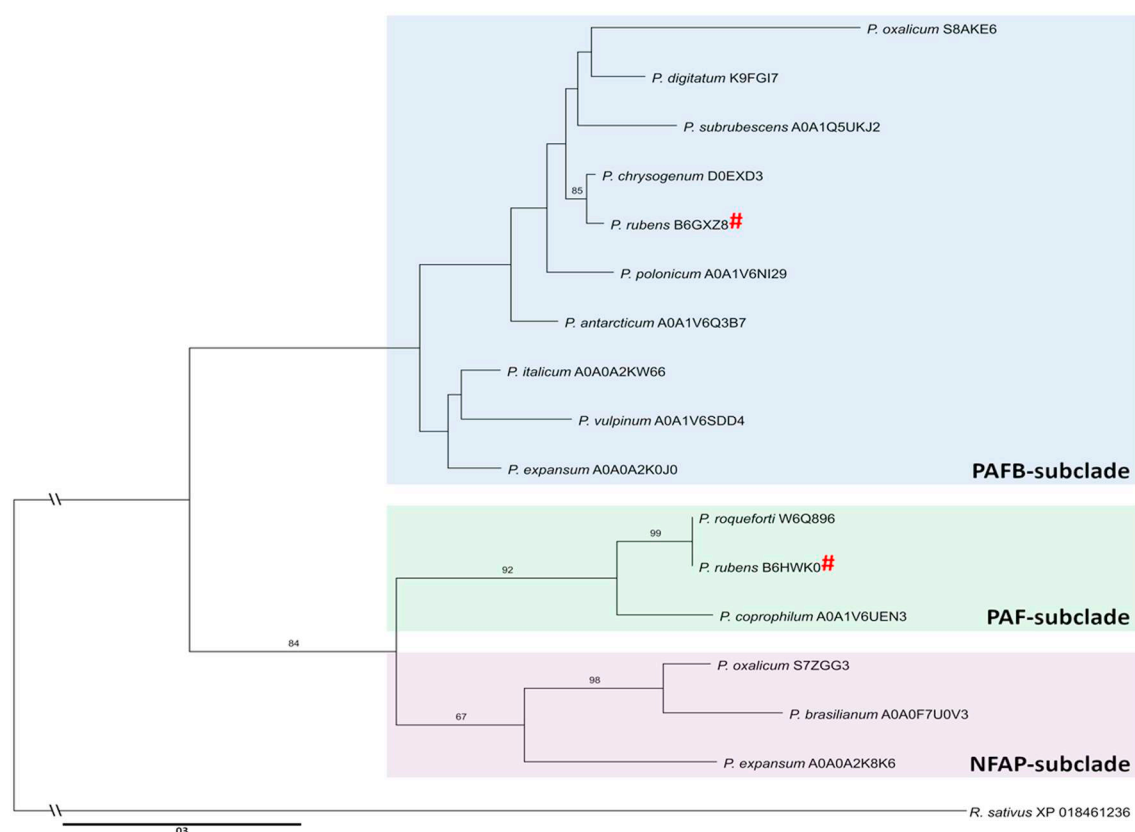 P. oxalicum S8AKE6
P. digitatum K9FGI7
P. subrubescens A0A1Q5UKJ2
P. chrysogenum D0EXD3
85
P. rubens B6GXZ8#
P. polonicum A0A1V6NI29
P. antarcticum A0A1V6Q3B7
P. italicum A0A0A2KW66
P. vulpinum A0A1V6SDD4
P. expansum A0A0A2K0J0
PAFB-subclade
P. roqueforti W6Q896
99
P. rubens B6HWK0#
92
P. coprophilum A0A1V6UEN3
PAF-subclade
84
P. oxalicum S7ZGG3
98
P. brasilianum A0A0F7U0V3
67
P. expansum A0A0A2K8K6
NFAP-subclade
R. sativus XP 018461236